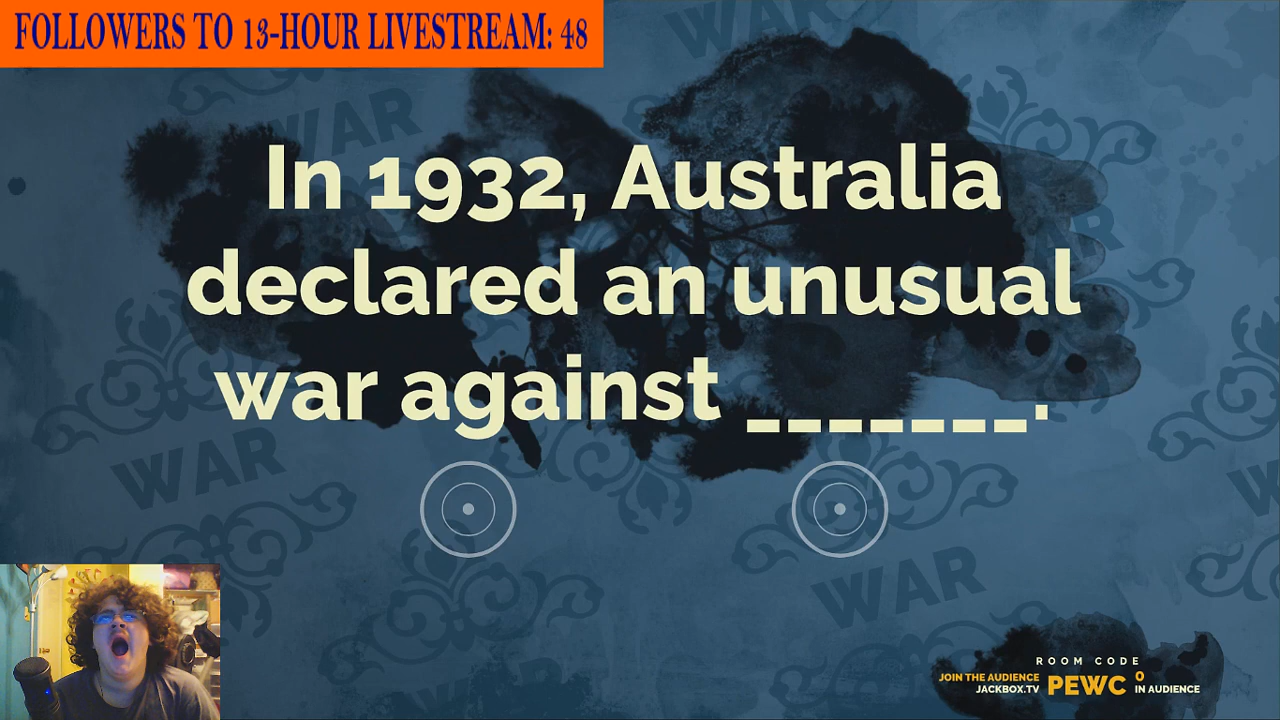 FOLLOWERS TO 13-HOUR LIVESTREAM: 48
WAR
WAR
WAR
In 1932, Australia
declared an unusual
war against _______.
WAR
WAR
ROOM CODE
JOIN THE AUDIENCE
JACKBOX.TV
PEWC
0
IN AUDIENCE